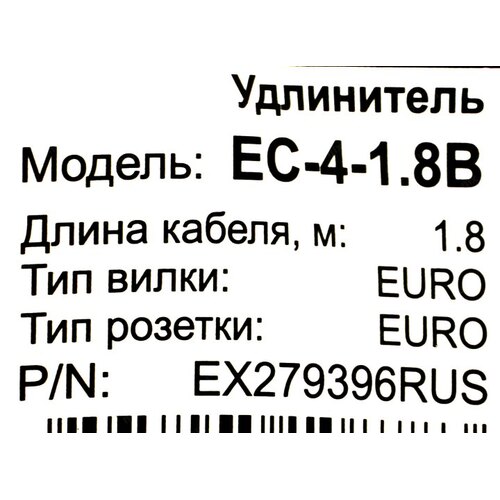 Удлинитель
Модель: EC-4-1.8B
Длина кабеля, м: 1.8
Тип вилки: EURO
Тип розетки: EURO
P/N: EX279396RUS